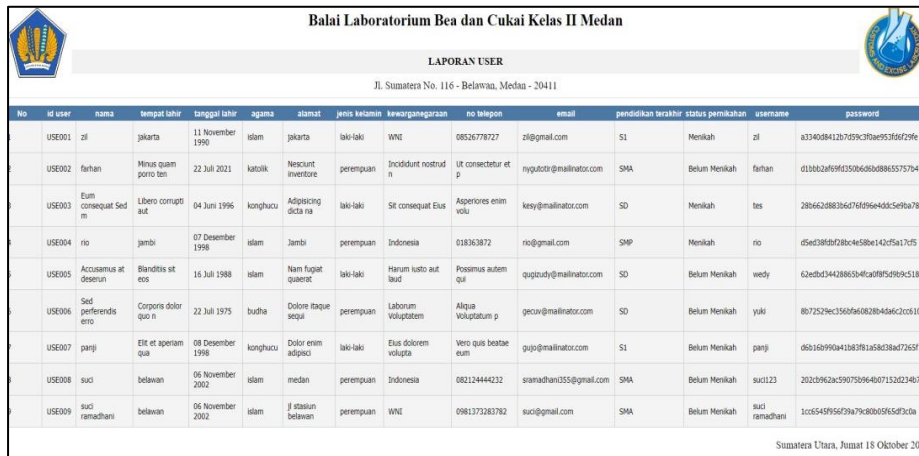 Balai Laboratorium Bea dan Cukai Kelas II Medan
LAPORAN USER
Jl. Sumatera No. 116 - Belawan, Medan - 20411
No id user nama tempat lahir tanggal lahir agama alamat jenis kelamin kewarganegaraan no telepon email pendidikan terakhir status pernikahan username password
USE001 zil jakarta 11 November 1990 islam jakarta laki-laki WNI 08526778727 zil@gmail.com S1 Menikah zil
USE002 farhan Minus quam porro ten 22 Juli 2021 katolik Nesciunt inventore perempuan Incididunt nostrud n Ut consectetur et p nygutotir@mailinator.com SMA Belum Menikah farhan
USE003 Eum consequat Sed m Libero corrupti aut 04 Juni 1996 konghucu Adipisicing dicta na laki-laki Sit consequat Eius Asperiores enim volu kesy@mailinator.com SD Menikah tes
USE004 rio jambi 07 Desember 1998 islam Jambi perempuan Indonesia 018363872 rio@gmail.com SMP Menikah rio
USE005 Accusamus at deserun Blanditiis sit eos 16 Juli 1988 islam Nam fugiat quaerat laki-laki Harum iusto aut laud Possimus autem qui qugizudy@mailinator.com SD Belum Menikah wedy
USE006 Sed perferendis erro Corporis dolor quo n 22 Juli 1975 budha Dolore itaque sequi perempuan Laborum Voluptatem Aliqua Voluptatum p gecuv@mailinator.com SD Belum Menikah yuki
USE007 panji Elit et aperiam qua 08 Desember 1998 konghucu Dolor enim adipisci laki-laki Eius dolorem volupta Vero quis beatae eum gujo@mailinator.com S1 Belum Menikah panji
USE008 suci belawan 06 November 2002 islam medan perempuan Indonesia 082124444232 sramadhani355@gmail.com SMA Belum Menikah suci123
USE009 suci ramadhani belawan 06 November 2002 islam jl stasiun belawan perempuan WNI 0981373283782 suci@gmail.com SMA Belum Menikah suci ramadhani
Sumatera Utara, Jumat 18 Oktober 20